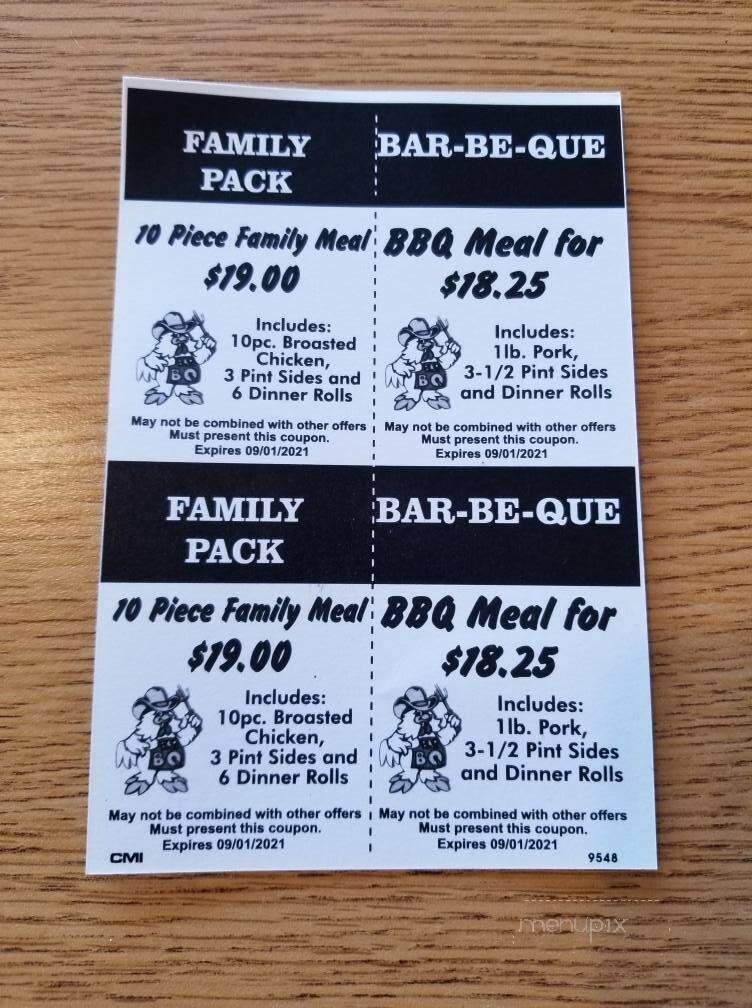 FAMILY
PACK
10 Piece Family Meal
$19.00
Includes:
10pc. Broasted
Chicken,
3 Pint Sides and
6 Dinner Rolls
BQ
May not be combined with other offers
Must present this coupon.
Expires 09/01/2021
BAR-BE-QUE
BBQ Meal for
$18.25
Includes:
1lb. Pork,
3-1/2 Pint Sides
and Dinner Rolls
BQ
May not be combined with other offers
Must present this coupon.
Expires 09/01/2021
FAMILY
PACK
10 Piece Family Meal
$19.00
Includes:
10pc. Broasted
Chicken,
3 Pint Sides and
6 Dinner Rolls
BQ
May not be combined with other offers
Must present this coupon.
Expires 09/01/2021
CMI
BAR-BE-QUE
BBQ Meal for
$18.25
Includes:
1lb. Pork,
3-1/2 Pint Sides
and Dinner Rolls
BQ
May not be combined with other offers
Must present this coupon.
Expires 09/01/2021
9548
menupix